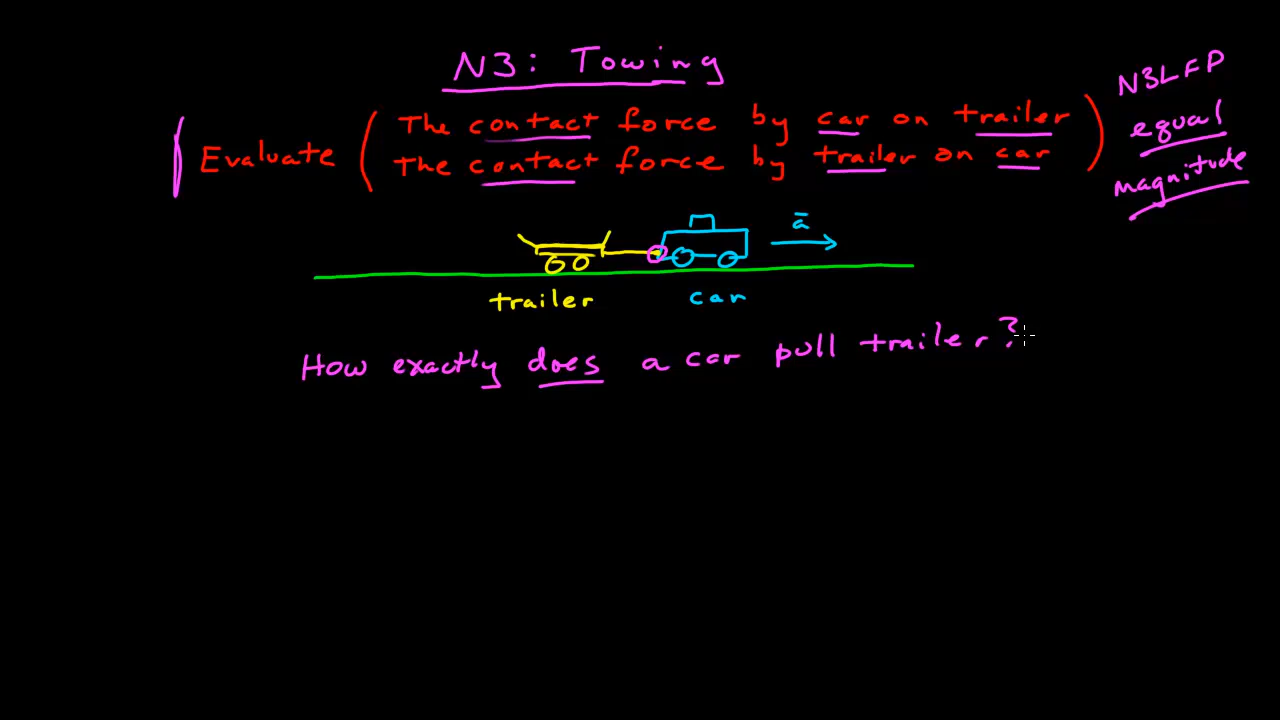 N3: Towing
N3LFP
equal
magnitude
Evaluate
The contact force by car on trailer
The contact force by trailer on car
a
trailer
car
How exactly does a car pull trailer?